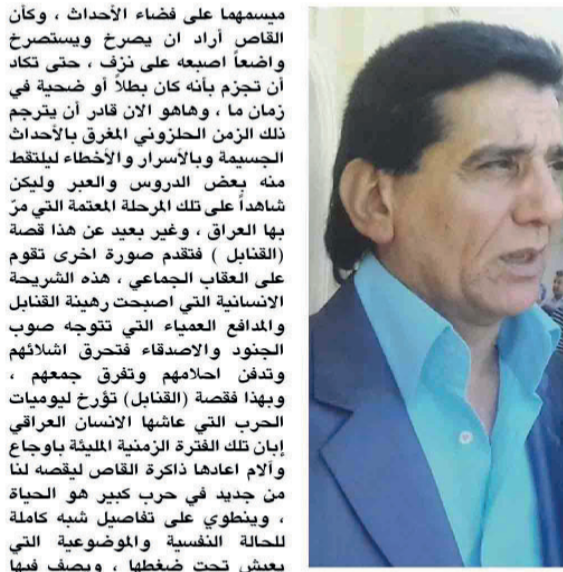 ميسمهما على فضاء الأحداث ، وكأن
القاص أراد ان يصرخ ويستصرخ
واضعاً اصبعه على نزف ، حتى تكاد
أن تجزم بأنه كان بطلاً أو ضحية في
زمان ما ، وهاهو الان قادر أن يترجم
ذلك الزمن الحلزوني المغرق بالأحداث
الجسيمة وبالأسرار والأخطاء ليلتقط
منه بعض الدروس والعبر وليكن
شاهداً على تلك المرحلة المعتمة التي مرّ
بها العراق ، وغير بعيد عن هذا قصة
(القنابل ) فتقدم صورة اخرى تقوم
على العقاب الجماعي ، هذه الشريحة
الانسانية التي اصبحت رهينة القنابل
والمدافع العمياء التي تتوجه صوب
الجنود والاصدقاء فتحرق اشلائهم
وتدفن احلامهم وتفرق جمعهم ،
وبهذا فقصة (القنابل) تؤرخ ليوميات
الحرب التي عاشها الانسان العراقي
إبان تلك الفترة الزمنية المليئة باوجاع
وآلام اعادها ذاكرة القاص ليقصه لنا
من جديد في حرب كبير هو الحياة
، وينطوي على تفاصيل شبه كاملة
للحالة النفسية والموضوعية التي
يعيش تحت ضغطها ، ويصف فيها